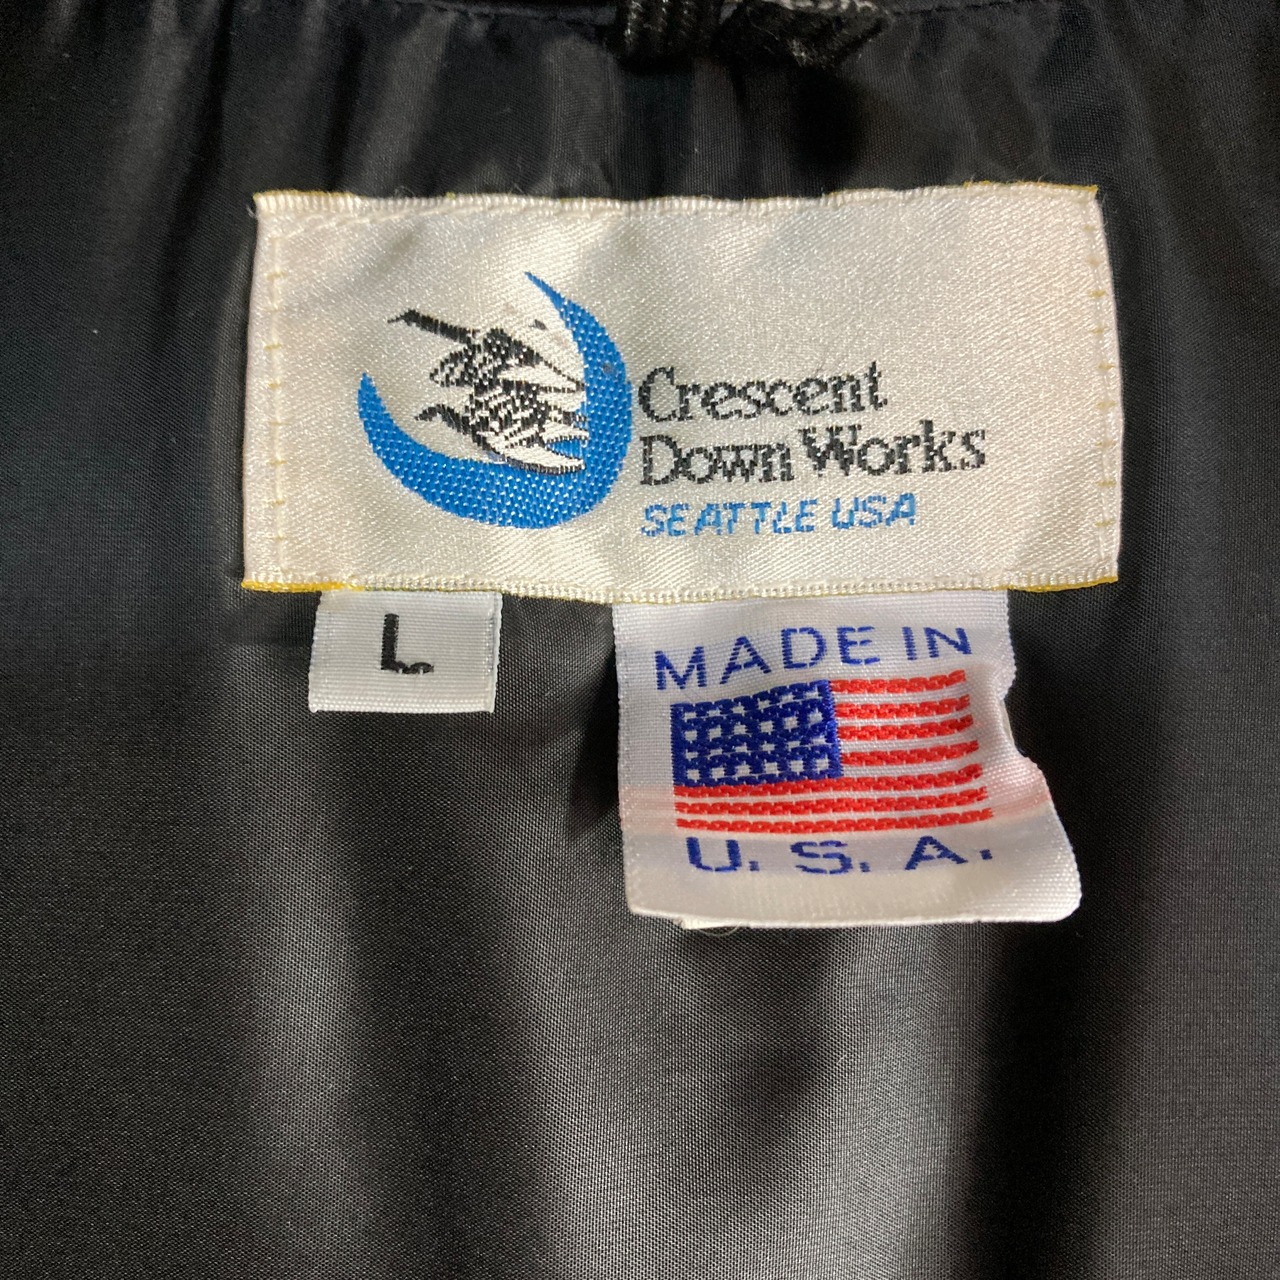 Crescent
Down Works
SEATTLE USA
L
MADE IN
U. S. A.